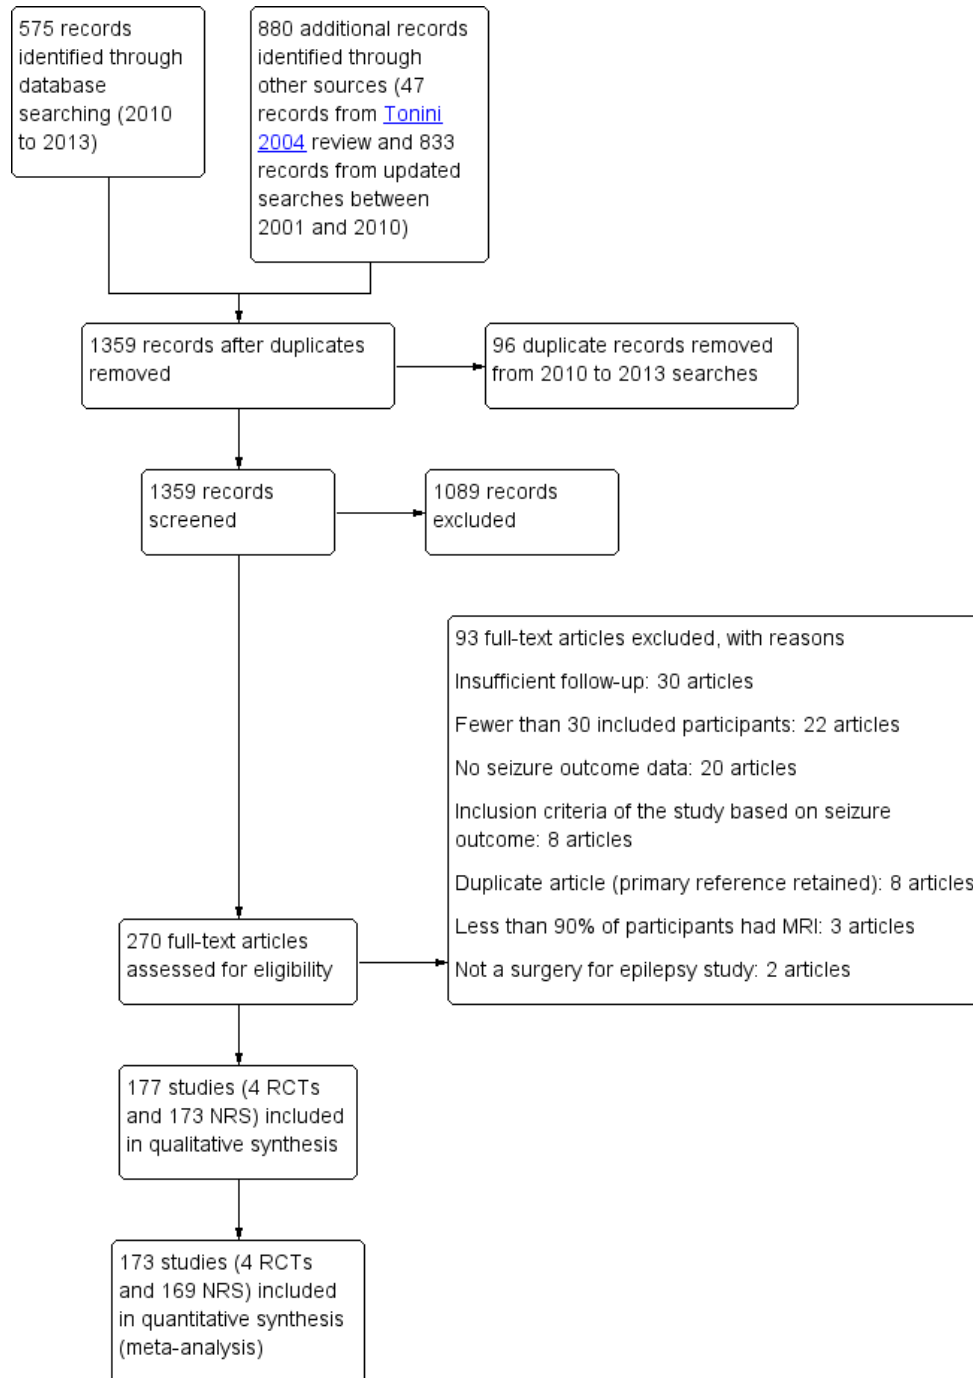 575 records
identified through
database
searching (2010
to 2013)
880 additional records
identified through
other sources (47
records from Tonini
2004 review and 833
records from updated
searches between
2001 and 2010)
1359 records after duplicates
removed
96 duplicate records removed
from 2010 to 2013 searches
1359 records
screened
1089 records
excluded
93 full-text articles excluded, with reasons
Insufficient follow-up: 30 articles
Fewer than 30 included participants: 22 articles
No seizure outcome data: 20 articles
Inclusion criteria of the study based on seizure
outcome: 8 articles
Duplicate article (primary reference retained): 8 articles
Less than 90% of participants had MRI: 3 articles
Not a surgery for epilepsy study: 2 articles
270 full-text articles
assessed for eligibility
177 studies (4 RCTs
and 173 NRS) included
in qualitative synthesis
173 studies (4 RCTs
and 169 NRS) included
in quantitative synthesis
(meta-analysis)